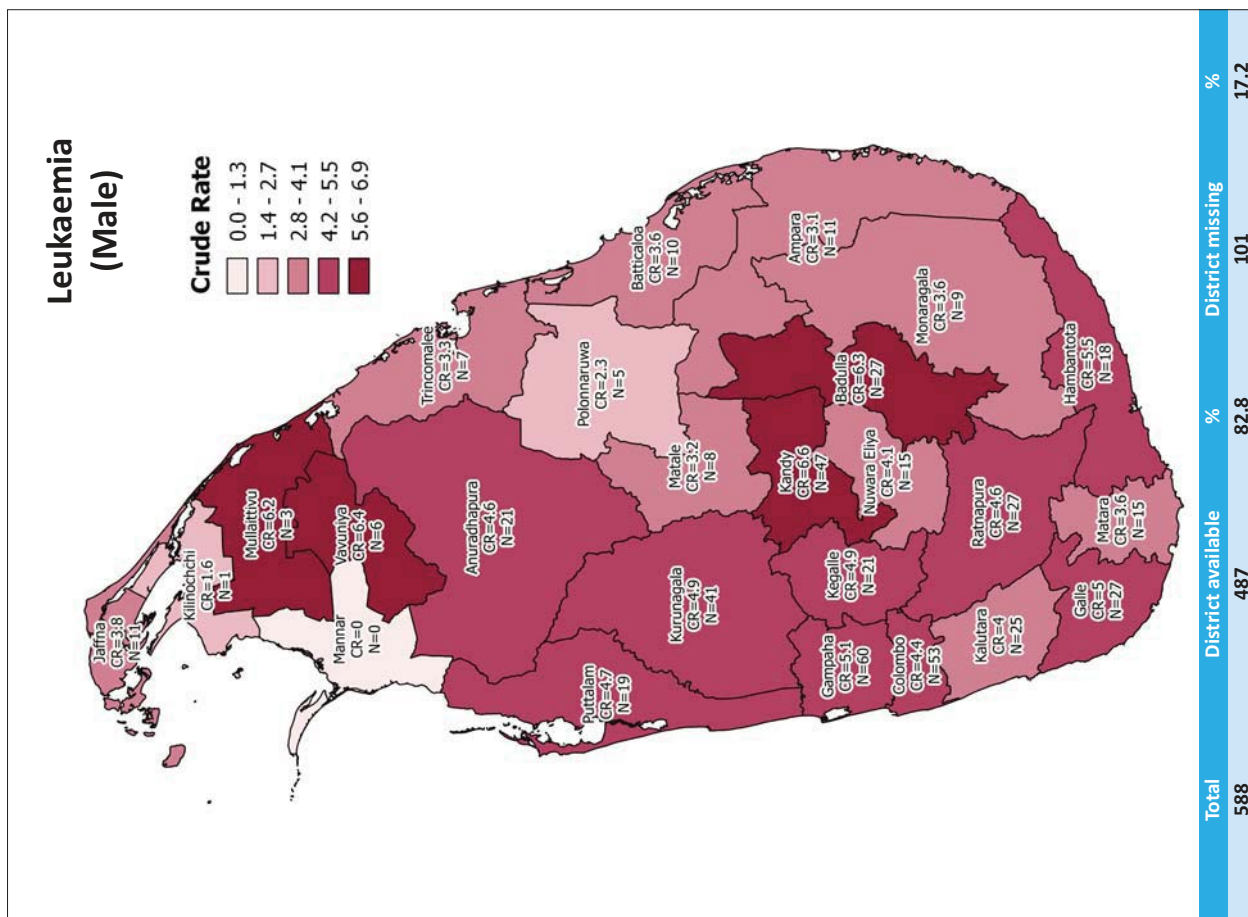 Leukaemia
(Male)
Crude Rate
0.0 - 1.3
1.4 - 2.7
2.8 - 4.1
4.2 - 5.5
5.6 - 6.9
Jaffna
CR=3.8
N=11
Kilinochchi
CR=1.6
N=1
Mullaittivu
CR=6.2
N=3
Vavuniya
CR=6.4
N=6
Mannar
CR=0
N=0
Trincomalee
CR=3.3
N=7
Anuradhapura
CR=4.6
N=21
Polonnaruwa
CR=2.3
N=5
Batticaloa
CR=3.6
N=10
Puttalam
CR=4.7
N=19
Kurunagala
CR=4.9
N=41
Matale
CR=3.2
N=8
Ampara
CR=3.1
N=11
Kandy
CR=6.6
N=47
Badulla
CR=6.3
N=27
Gampaha
CR=5.1
N=60
Kegalle
CR=4.9
N=21
Nuwara Eliya
CR=4.1
N=15
Monaragala
CR=3.6
N=9
Colombo
CR=4.4
N=53
Ratnapura
CR=4.6
N=27
Kalutara
CR=4
N=25
Hambantota
CR=5.5
N=18
Galle
CR=5
N=27
Matara
CR=3.6
N=15
Total District available % District missing %
588 487 82.8 101 17.2